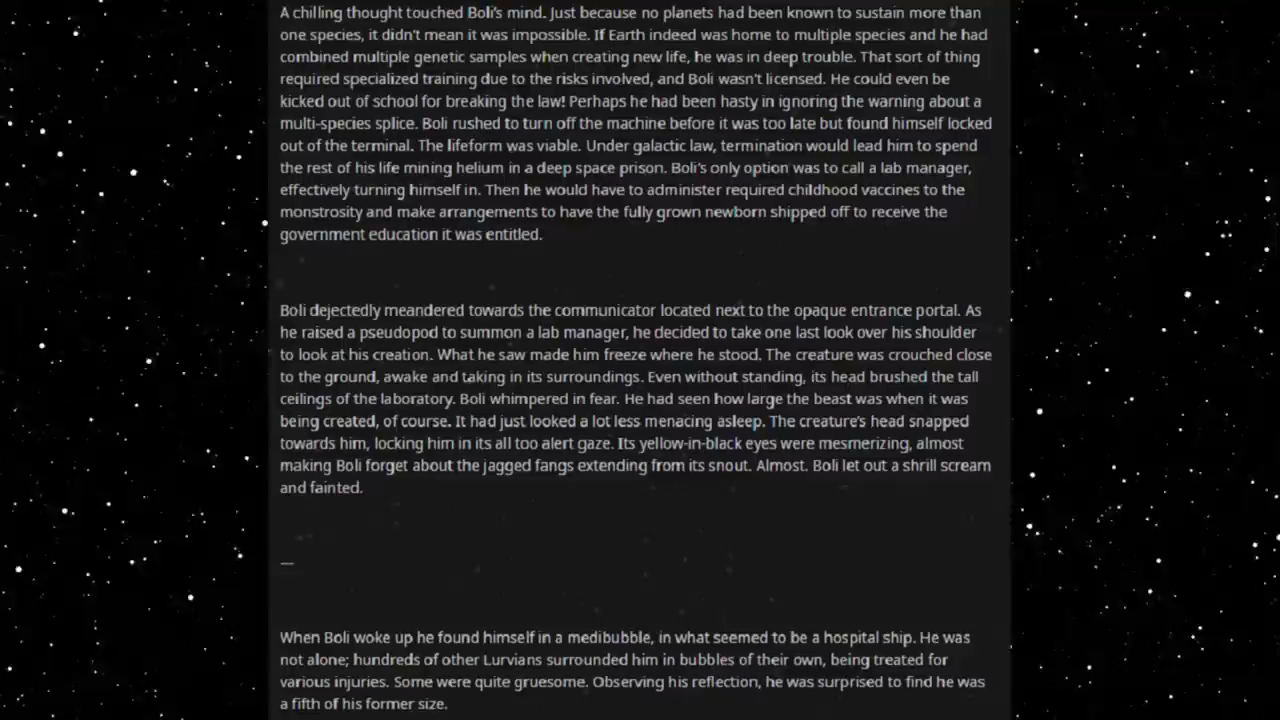 A chilling thought touched Boli's mind. Just because no planets had been known to sustain more than
one species, it didn't mean it was impossible. If Earth indeed was home to multiple species and he had
combined multiple genetic samples when creating new life, he was in deep trouble. That sort of thing
required specialized training due to the risks involved, and Boli wasn't licensed. He could even be
kicked out of school for breaking the law! Perhaps he had been hasty in ignoring the warning about a
multi-species splice. Boli rushed to turn off the machine before it was too late but found himself locked
out of the terminal. The lifeform was viable. Under galactic law, termination would lead him to spend
the rest of his life mining helium in a deep space prison. Boli's only option was to call a lab manager,
effectively turning himself in. Then he would have to administer required childhood vaccines to the
monstrosity and make arrangements to have the fully grown newborn shipped off to receive the
government education it was entitled.
Boli dejectedly meandered towards the communicator located next to the opaque entrance portal. As
he raised a pseudopod to summon a lab manager, he decided to take one last look over his shoulder
to look at his creation. What he saw made him freeze where he stood. The creature was crouched close
to the ground, awake and taking in its surroundings. Even without standing, its head brushed the tall
ceilings of the laboratory. Boli whimpered in fear. He had seen how large the beast was when it was
being created, of course. It had just looked a lot less menacing asleep. The creature's head snapped
towards him, locking him in its all too alert gaze. Its yellow-in-black eyes were mesmerizing, almost
making Boli forget about the jagged fangs extending from its snout. Almost. Boli let out a shrill scream
and fainted.
—
When Boli woke up he found himself in a medibubble, in what seemed to be a hospital ship. He was
not alone; hundreds of other Lurvians surrounded him in bubbles of their own, being treated for
various injuries. Some were quite gruesome. Observing his reflection, he was surprised to find he was
a fifth of his former size.